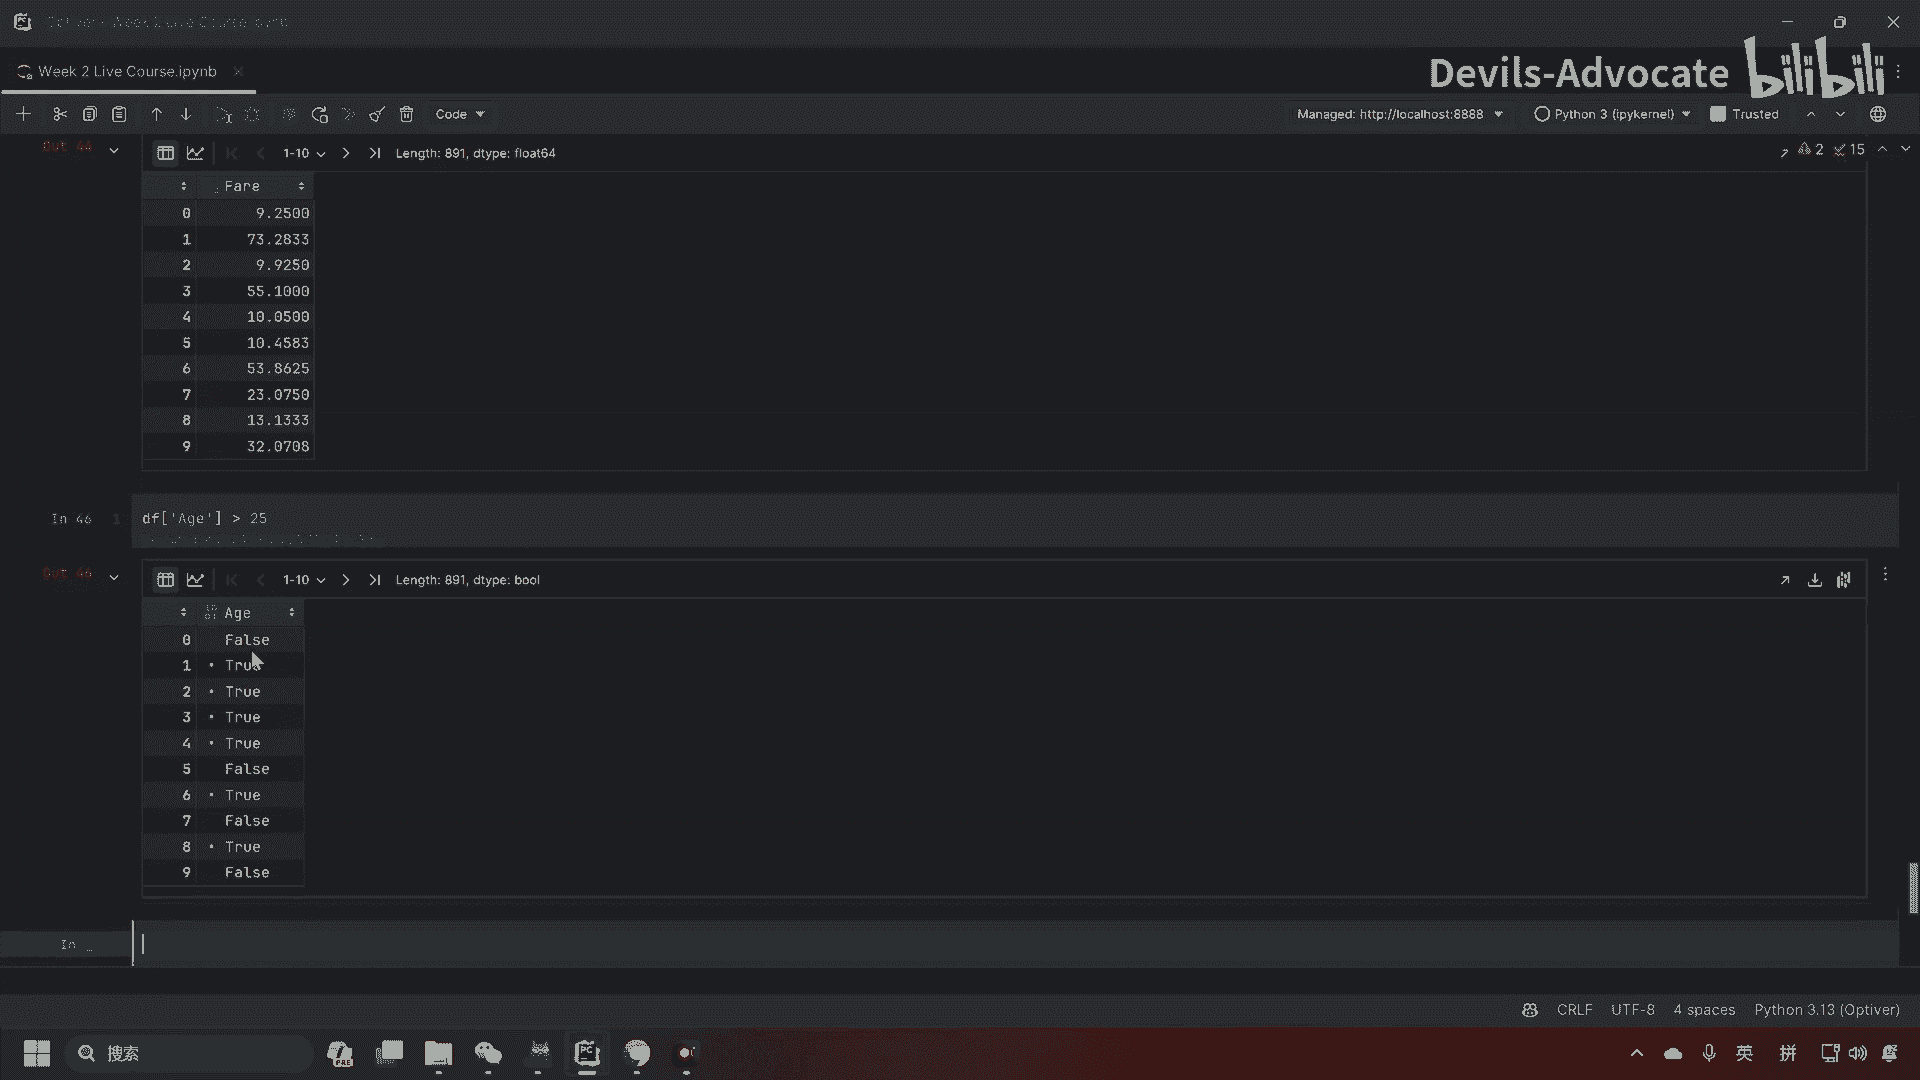 Week 2 Live Course.ipynb
Devils-Advocate bilibili
Code
Managed: http://localhost:8888
Python 3 (ipykernel)
Trusted
1-10
Length: 891, dtype: float64
2
15
Fare
0 9.2500
1 73.2833
2 9.9250
3 55.1000
4 10.0500
5 10.4583
6 53.8625
7 23.0750
8 13.1333
9 32.0708
In 46 1 df['Age'] > 25
1-10
Length: 891, dtype: bool
Age
0 False
1 True
2 True
3 True
4 True
5 False
6 True
7 False
8 True
9 False
In _
CRLF UTF-8 4 spaces Python 3.13 (Optiver)
搜索
英
拼